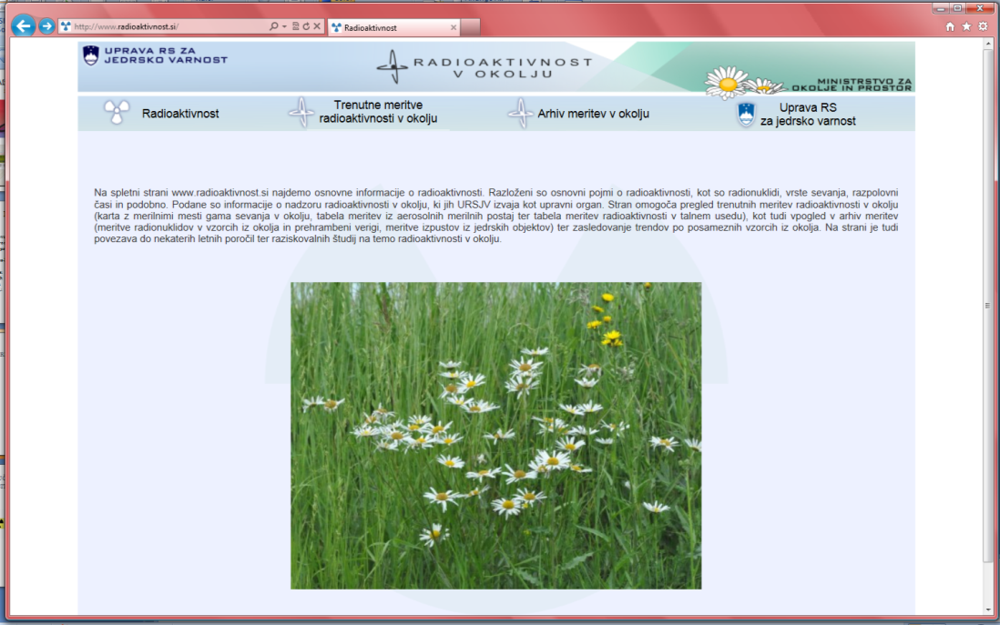 http://www.radioaktivnost.si/
Radioaktivnost
UPRAVA RS ZA
JEDRSKO VARNOST
RADIOAKTIVNOST
V OKOLJU
MINISTRSTVO ZA
OKOLJE IN PROSTOR
Radioaktivnost
Trenutne meritve
radioaktivnosti v okolju
Arhiv meritev v okolju
Uprava RS
za jedrsko varnost
Na spletni strani www.radioaktivnost.si najdemo osnovne informacije o radioaktivnosti. Razloženi so osnovni pojmi o radioaktivnosti, kot so radionuklidi, vrste sevanja, razpolovni
časi in podobno. Podane so informacije o nadzoru radioaktivnosti v okolju, ki jih URSJV izvaja kot upravni organ. Stran omogoča pregled trenutnih meritev radioaktivnosti v okolju
(karta z merilnimi mesti gama sevanja v okolju, tabela meritev iz aerosolnih merilnih postaj ter tabela meritev radioaktivnosti v talnem usedu), kot tudi vpogled v arhiv meritev
(meritve radionuklidov v vzorcih iz okolja in prehrambeni verigi, meritve izpustov iz jedrskih objektov) ter zasledovanje trendov po posameznih vzorcih iz okolja. Na strani je tudi
povezava do nekaterih letnih poročil ter raziskovalnih študij na temo radioaktivnosti v okolju.